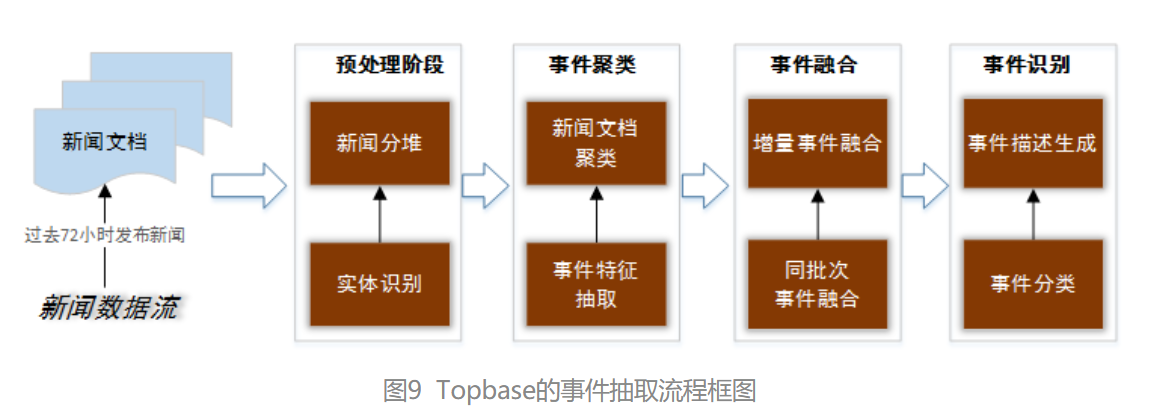 新闻文档
过去72小时发布新闻
新闻数据流
预处理阶段
新闻分堆
实体识别
事件聚类
新闻文档
聚类
事件特征
抽取
事件融合
增量事件融合
同批次
事件融合
事件识别
事件描述生成
事件分类
图9 Topbase的事件抽取流程框图